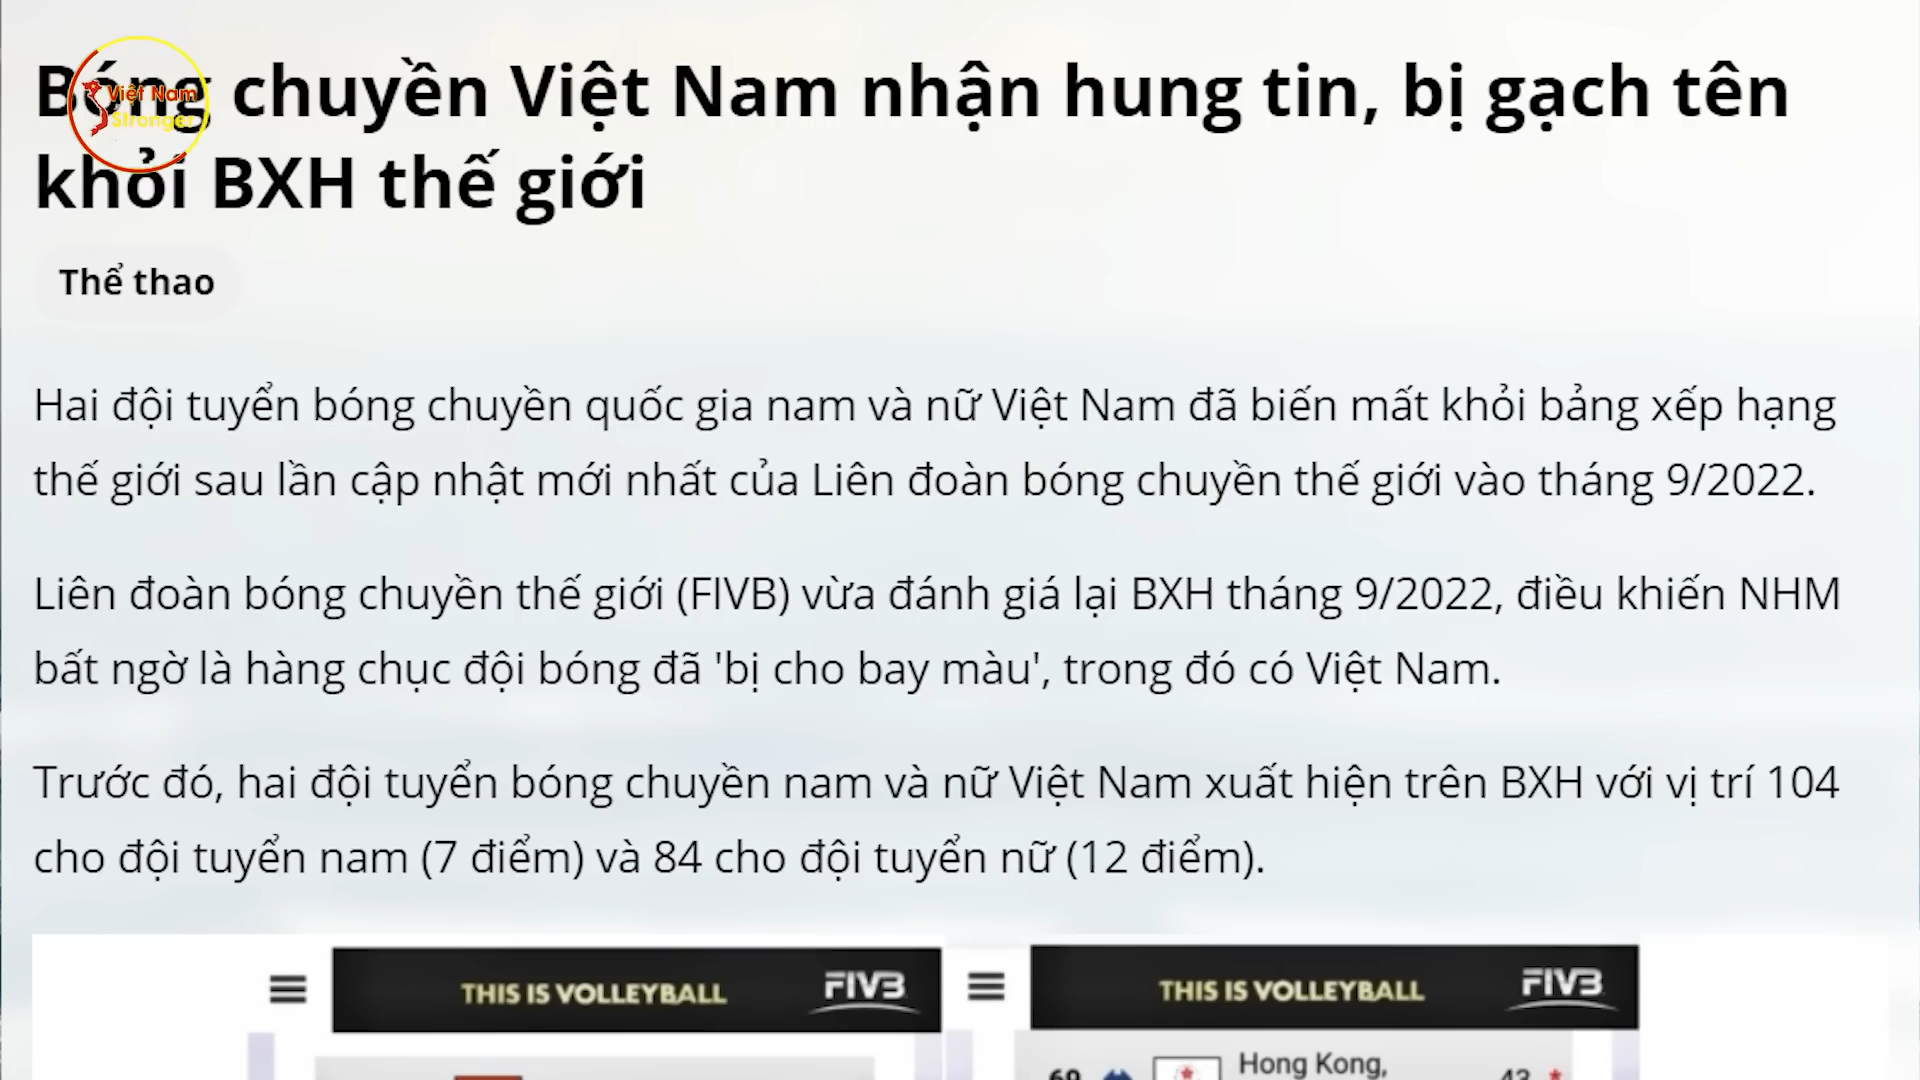 Bóng chuyền Việt Nam nhận hung tin, bị gạch tên
khỏi BXH thế giới
Việt Nam
Stronger
Thể thao
Hai đội tuyển bóng chuyền quốc gia nam và nữ Việt Nam đã biến mất khỏi bảng xếp hạng
thế giới sau lần cập nhật mới nhất của Liên đoàn bóng chuyền thế giới vào tháng 9/2022.
Liên đoàn bóng chuyền thế giới (FIVB) vừa đánh giá lại BXH tháng 9/2022, điều khiến NHM
bất ngờ là hàng chục đội bóng đã 'bị cho bay màu', trong đó có Việt Nam.
Trước đó, hai đội tuyển bóng chuyền nam và nữ Việt Nam xuất hiện trên BXH với vị trí 104
cho đội tuyển nam (7 điểm) và 84 cho đội tuyển nữ (12 điểm).
THIS IS VOLLEYBALL FIVB
THIS IS VOLLEYBALL FIVB
Hong Kong,